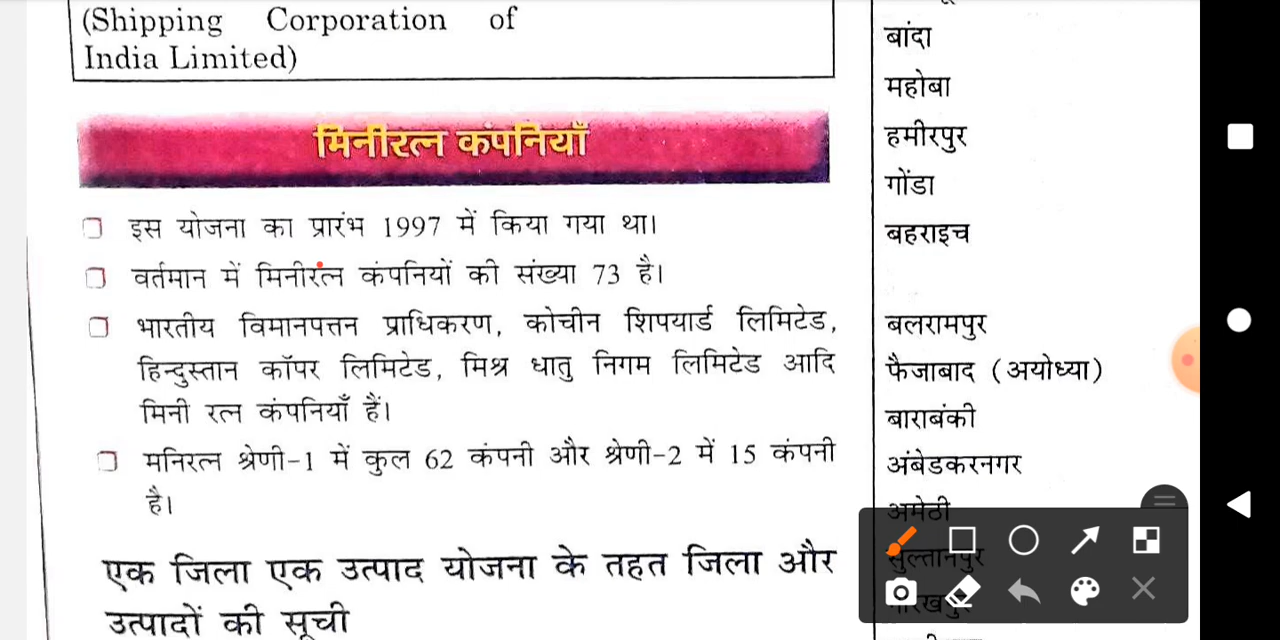 (Shipping Corporation of
India Limited)
मिनीरत्न कंपनियाँ
इस योजना का प्रारंभ 1997 में किया गया था।
वर्तमान में मिनीरत्न कंपनियों की संख्या 73 है।
भारतीय विमानपत्तन प्राधिकरण, कोचीन शिपयार्ड लिमिटेड,
हिन्दुस्तान कॉपर लिमिटेड, मिश्र धातु निगम लिमिटेड आदि
मिनी रत्न कंपनियाँ हैं।
मनिरत्न श्रेणी-1 में कुल 62 कंपनी और श्रेणी-2 में 15 कंपनी
है।
एक जिला एक उत्पाद योजना के तहत जिला और
उत्पादों की सूची
बांदा
महोबा
हमीरपुर
गोंडा
बहराइच
बलरामपुर
फैजाबाद (अयोध्या)
बाराबंकी
अंबेडकरनगर
अमेठी
सुल्तानपुर